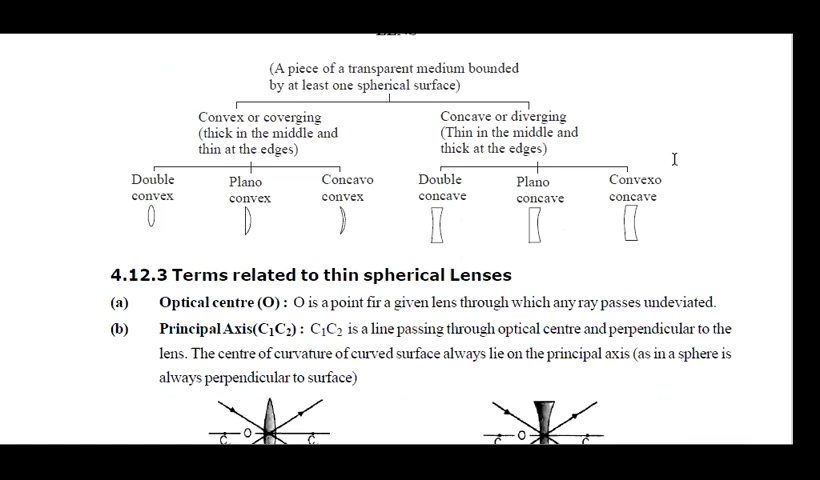 (A piece of a transparent medium bounded
by at least one spherical surface)
Convex or coverging
(thick in the middle and
thin at the edges)
Concave or diverging
(Thin in the middle and
thick at the edges)
Double
convex
Plano
convex
Concavo
convex
Double
concave
Plano
concave
Convexo
concave
4.12.3 Terms related to thin spherical Lenses
(a) Optical centre (O) : O is a point fir a given lens through which any ray passes undeviated.
(b) Principal Axis(C₁C₂) : C₁C₂ is a line passing through optical centre and perpendicular to the
lens. The centre of curvature of curved surface always lie on the principal axis (as in a sphere is
always perpendicular to surface)
O O
C C C C